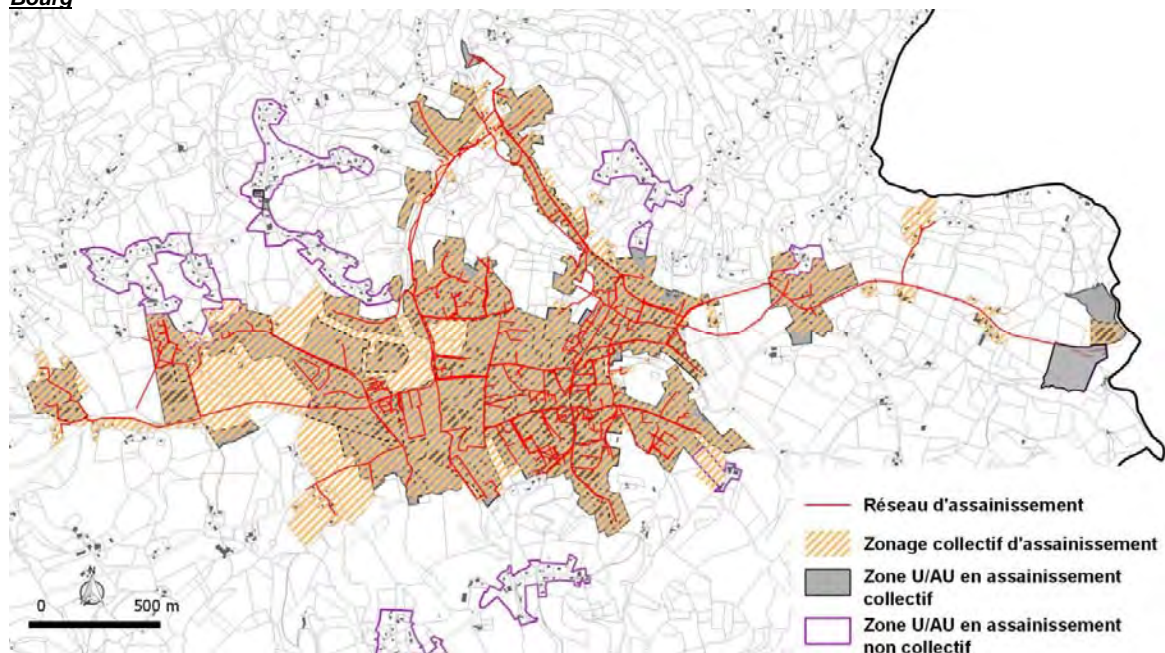 Bourg
Réseau d'assainissement
Zonage collectif d'assainissement
Zone U/AU en assainissement
collectif
Zone U/AU en assainissement
non collectif
N
0 500 m